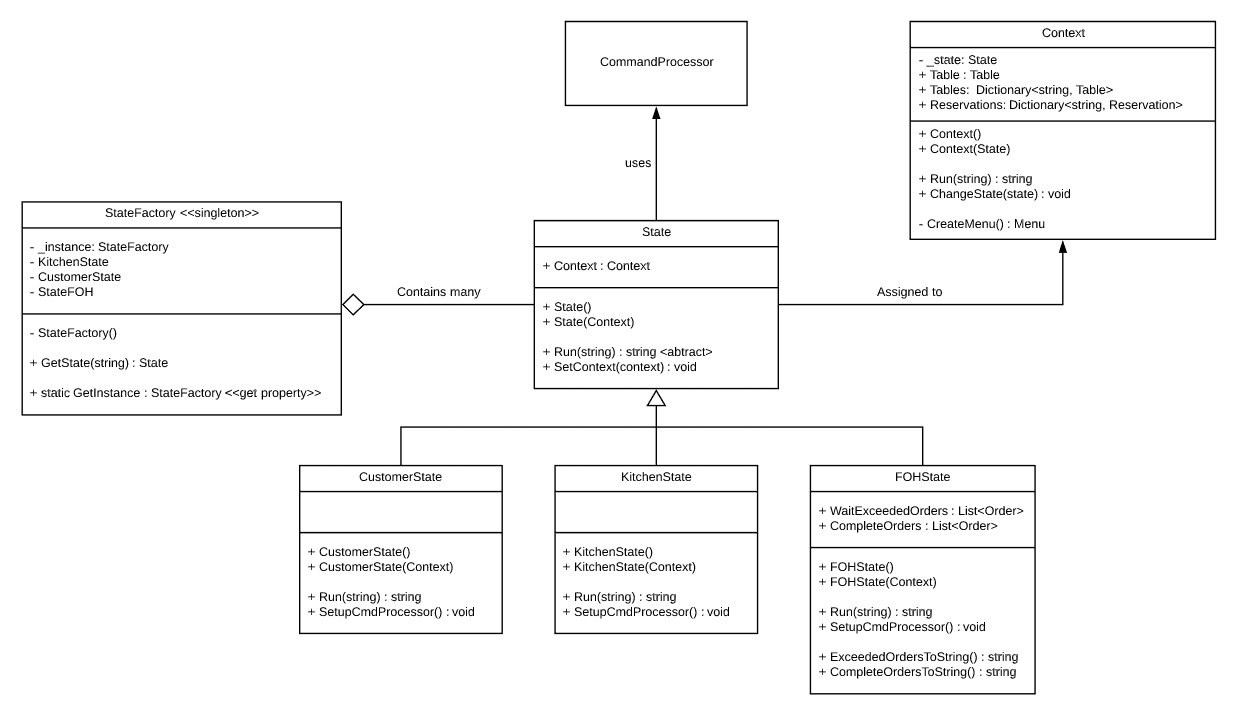 CommandProcessor
uses
Context
- _state: State
+ Table : Table
+ Tables:  Dictionary<string, Table>
+ Reservations: Dictionary<string, Reservation>
+ Context()
+ Context(State)
+ Run(string) : string
+ ChangeState(state) : void
- CreateMenu() : Menu
StateFactory <<singleton>>
- _instance: StateFactory
- KitchenState
- CustomerState
- StateFOH
- StateFactory()
+ GetState(string) : State
+ static GetInstance : StateFactory <<get property>>
Contains many
State
+ Context : Context
+ State()
+ State(Context)
+ Run(string) : string <abtract>
+ SetContext(context) : void
Assigned to
CustomerState
+ CustomerState()
+ CustomerState(Context)
+ Run(string) : string
+ SetupCmdProcessor() : void
KitchenState
+ KitchenState()
+ KitchenState(Context)
+ Run(string) : string
+ SetupCmdProcessor() : void
FOHState
+ WaitExceededOrders : List<Order>
+ CompleteOrders : List<Order>
+ FOHState()
+ FOHState(Context)
+ Run(string) : string
+ SetupCmdProcessor() : void
+ ExceededOrdersToString() : string
+ CompleteOrdersToString() : string